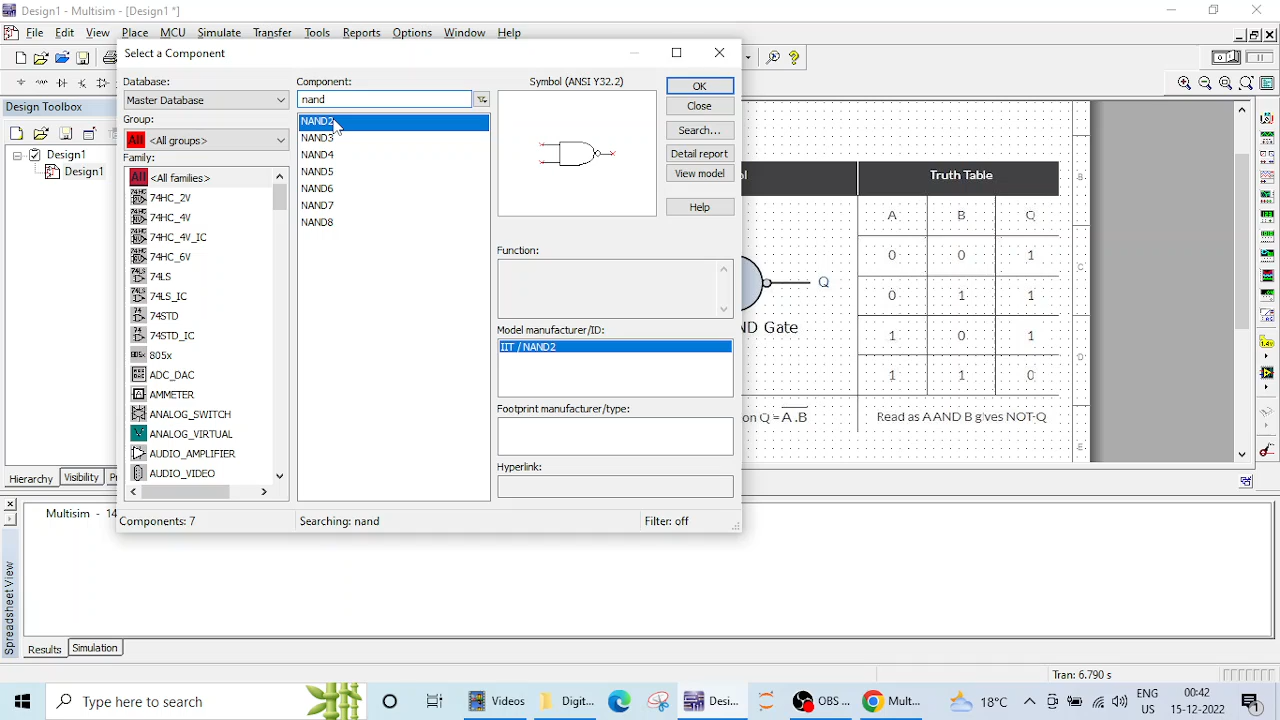 Design1 - Multisim - [Design1 *]
File Edit View Place MCU Simulate Transfer Tools Reports Options Window Help
Select a Component
Database:
Master Database
Group:
All <All groups>
Family:
All <All families>
74HC_2V
74HC_4V
74HC_4V_IC
74HC_6V
74LS
74LS_IC
74STD
74STD_IC
805x
ADC_DAC
AMMETER
ANALOG_SWITCH
ANALOG_VIRTUAL
AUDIO_AMPLIFIER
AUDIO_VIDEO
Component:
nand
NAND2
NAND3
NAND4
NAND5
NAND6
NAND7
NAND8
Symbol (ANSI Y32.2)
OK
Close
Search...
Detail report
View model
Help
Function:
Model manufacturer/ID:
IIT / NAND2
Footprint manufacturer/type:
Hyperlink:
Components: 7 Searching: nand Filter: off
Design Toolbox
Design1
Design1
Hierarchy Visibility
Truth Table
A B Q
0 0 1
0 1 1
1 0 1
1 1 0
Q
ND Gate
on Q = A.B
Read as A AND B gives NOT-Q
B
C
D
E
Multisim - 14
Spreadsheet View
Results Simulation
Tran: 6.790 s
Type here to search
Videos
Digit...
Desi...
OBS ...
Mult...
18°C
ENG
US
00:42
15-12-2022
1